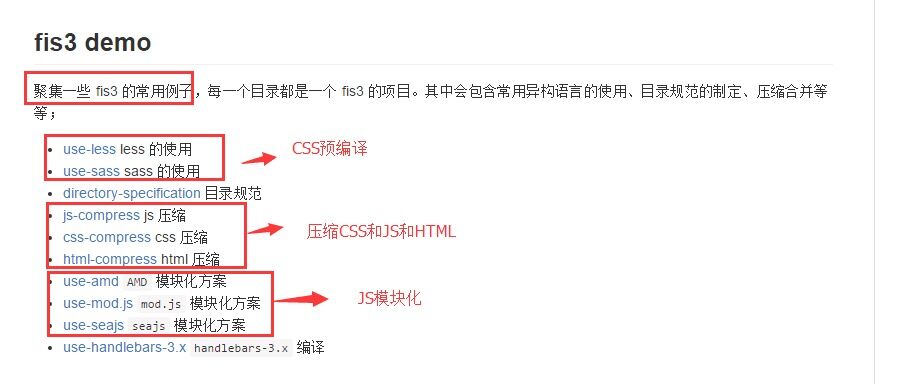 fis3 demo
聚集一些 fis3 的常用例子，每一个目录都是一个 fis3 的项目。其中会包含常用异构语言的使用、目录规范的制定、压缩合并等
等；
use-less less 的使用
CSS预编译
use-sass sass 的使用
directory-specification 目录规范
js-compress js 压缩
css-compress css 压缩
压缩CSS和JS和HTML
html-compress html 压缩
use-amd AMD 模块化方案
use-mod.js mod.js 模块化方案
JS模块化
use-seajs seajs 模块化方案
use-handlebars-3.x handlebars-3.x 编译